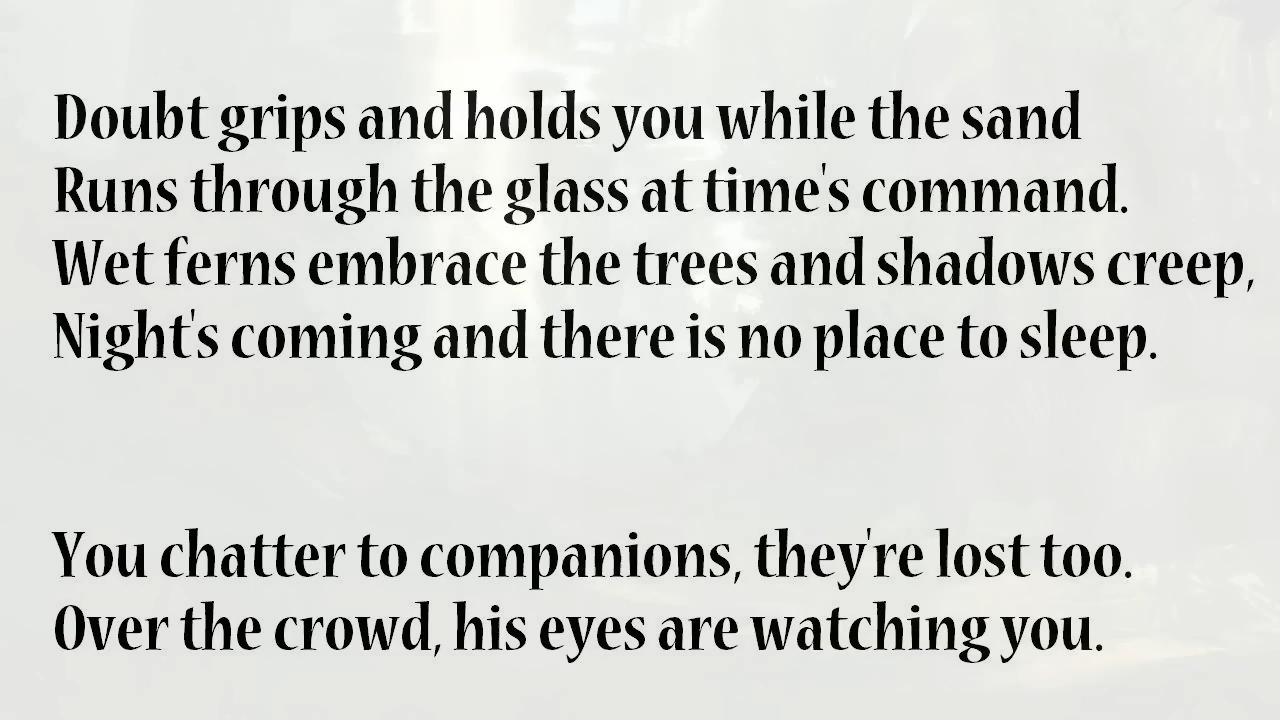 Doubt grips and holds you while the sand
Runs through the glass at time's command.
Wet ferns embrace the trees and shadows creep,
Night's coming and there is no place to sleep.
You chatter to companions, they're lost too.
Over the crowd, his eyes are watching you.